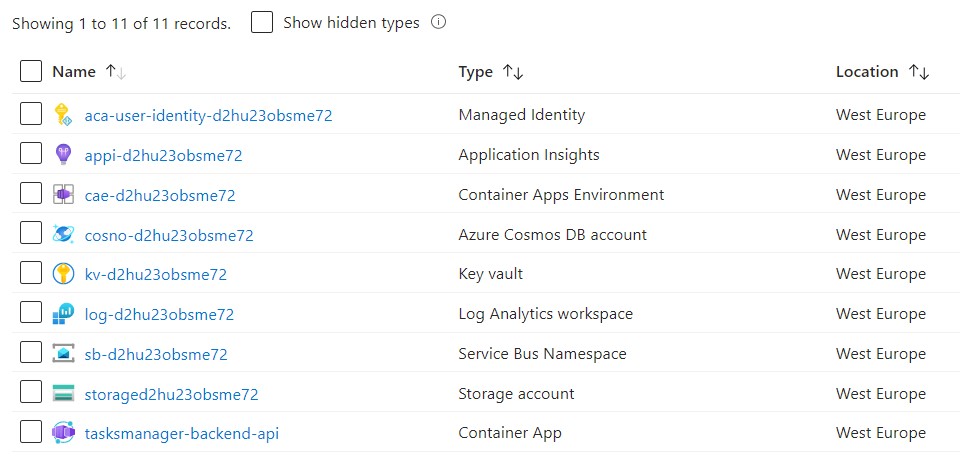 Showing 1 to 11 of 11 records. Show hidden types
Name Type Location
aca-user-identity-d2hu23obsme72 Managed Identity West Europe
appi-d2hu23obsme72 Application Insights West Europe
cae-d2hu23obsme72 Container Apps Environment West Europe
cosno-d2hu23obsme72 Azure Cosmos DB account West Europe
kv-d2hu23obsme72 Key vault West Europe
log-d2hu23obsme72 Log Analytics workspace West Europe
sb-d2hu23obsme72 Service Bus Namespace West Europe
storaged2hu23obsme72 Storage account West Europe
tasksmanager-backend-api Container App West Europe